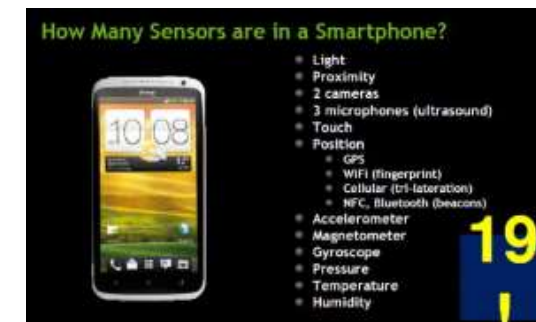 How Many Sensors are in a Smartphone?
Light
Proximity
2 cameras
3 microphones (ultrasound)
Touch
Position
GPS
WiFi (fingerprint)
Cellular (tri-lateration)
NFC, Bluetooth (beacons)
Accelerometer
Magnetometer
Gyroscope
Pressure
Temperature
Humidity
19
!
hTC
10 08